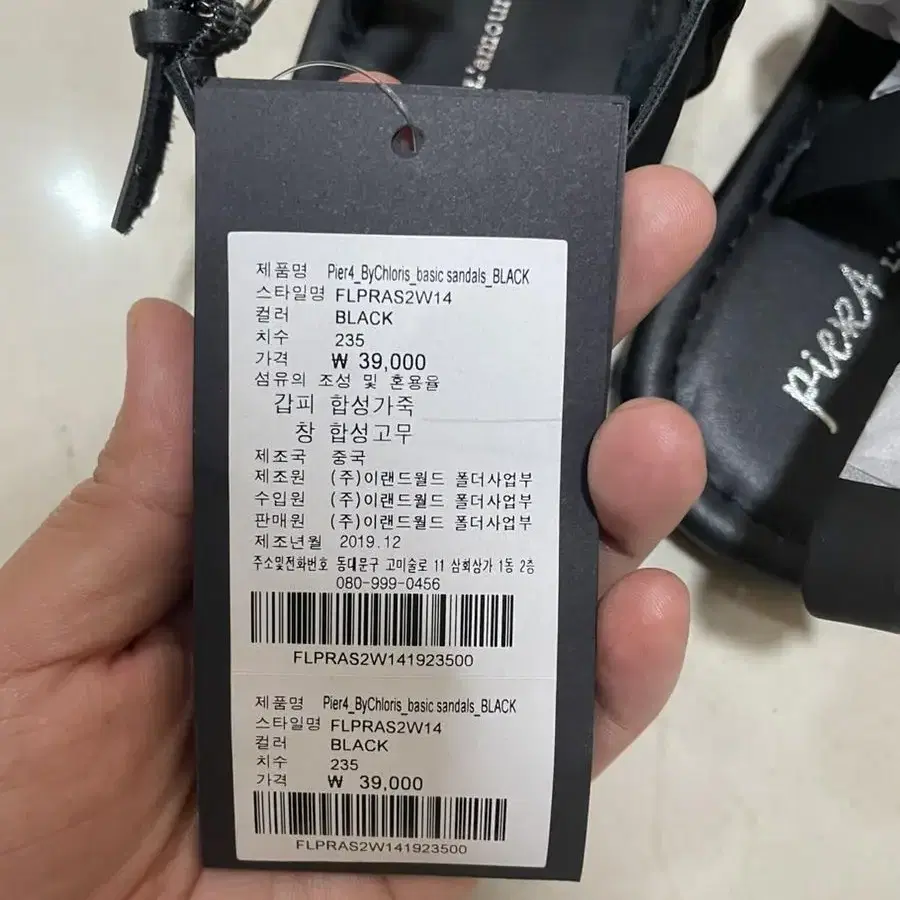 L'amour
PIER4
제품명 Pier4_ByChloris_basic sandals_BLACK
스타일명 FLPRAS2W14
컬러 BLACK
치수 235
가격 ₩ 39,000
섬유의 조성 및 혼용율
갑피 합성가죽
창 합성고무
제조국 중국
제조원 (주)이랜드월드 폴더사업부
수입원 (주)이랜드월드 폴더사업부
판매원 (주)이랜드월드 폴더사업부
제조년월 2019.12
주소및전화번호 동대문구 고미술로 11 삼희상가 1동 2층
080-999-0456
FLPRAS2W141923500
제품명 Pier4_ByChloris_basic sandals_BLACK
스타일명 FLPRAS2W14
컬러 BLACK
치수 235
가격 ₩ 39,000
FLPRAS2W141923500